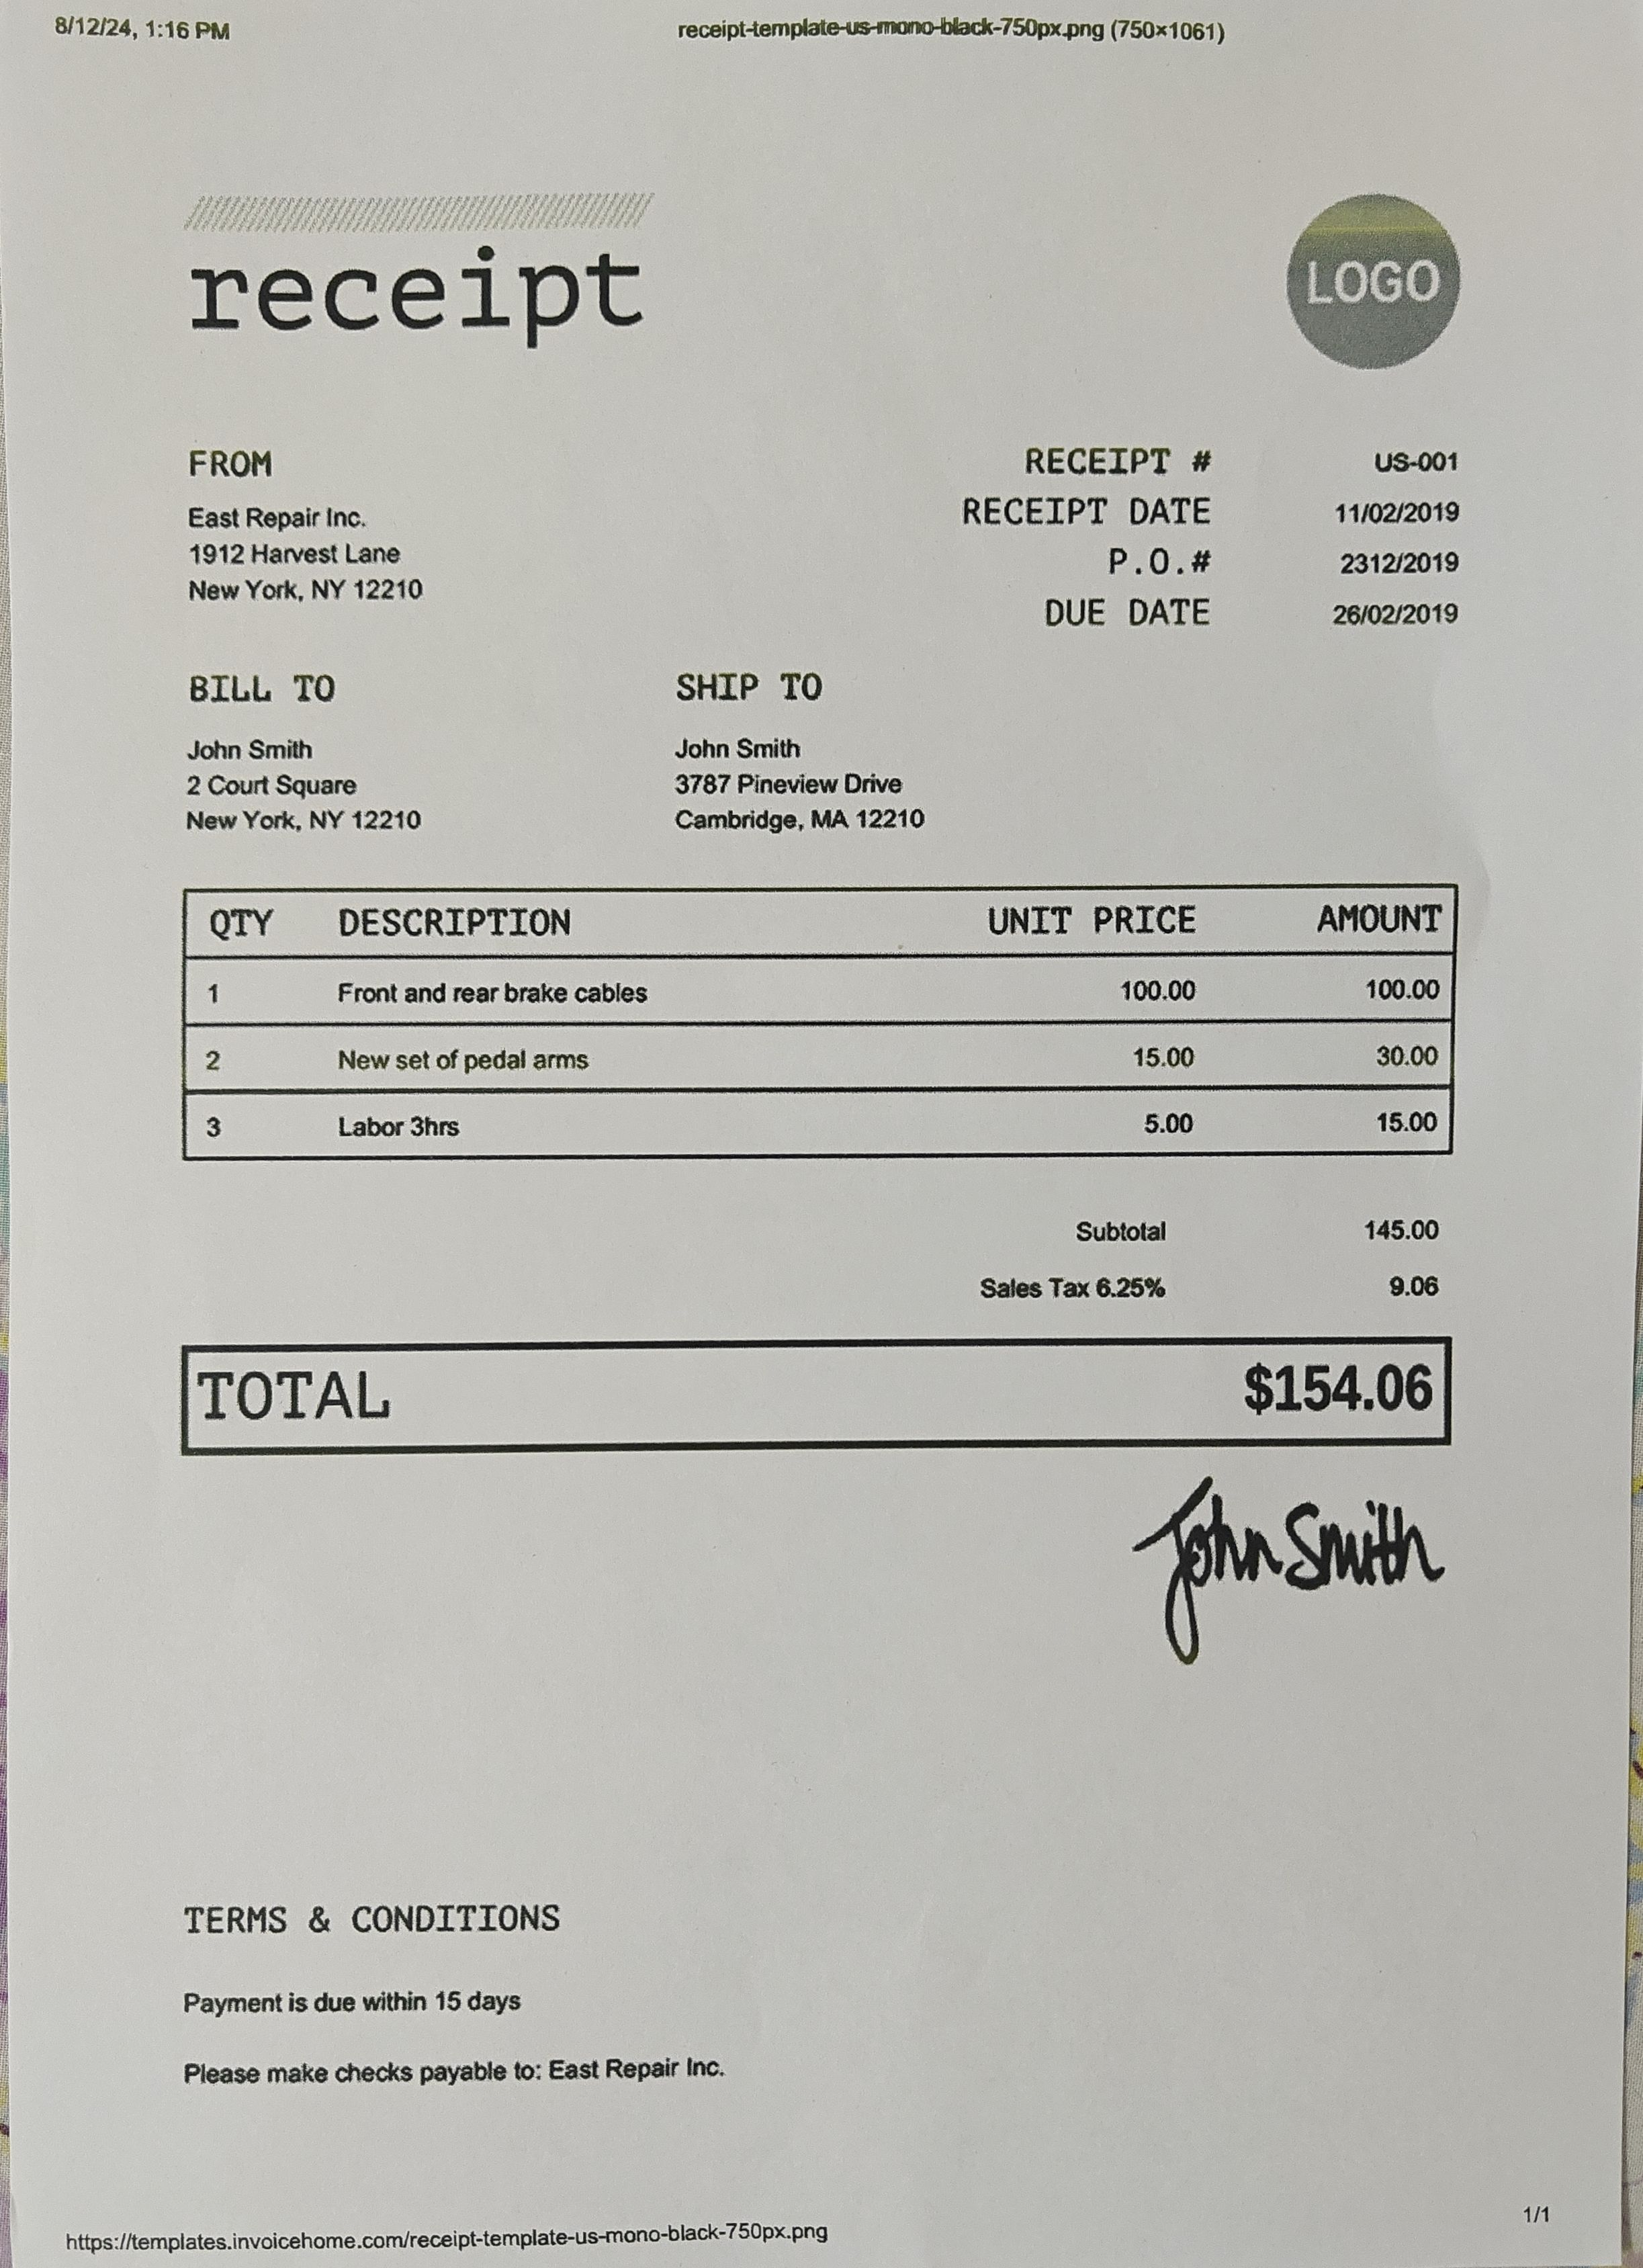 8/12/24, 1:16 PM receipt-template-us-mono-black-750px.png (750×1061)
receipt
LOGO
FROM
East Repair Inc.
1912 Harvest Lane
New York, NY 12210
RECEIPT # US-001
RECEIPT DATE 11/02/2019
P.O.# 2312/2019
DUE DATE 26/02/2019
BILL TO
John Smith
2 Court Square
New York, NY 12210
SHIP TO
John Smith
3787 Pineview Drive
Cambridge, MA 12210
QTY DESCRIPTION UNIT PRICE AMOUNT
1 Front and rear brake cables 100.00 100.00
2 New set of pedal arms 15.00 30.00
3 Labor 3hrs 5.00 15.00
Subtotal 145.00
Sales Tax 6.25% 9.06
TOTAL $154.06
John Smith
TERMS & CONDITIONS
Payment is due within 15 days
Please make checks payable to: East Repair Inc.
https://templates.invoicehome.com/receipt-template-us-mono-black-750px.png 1/1